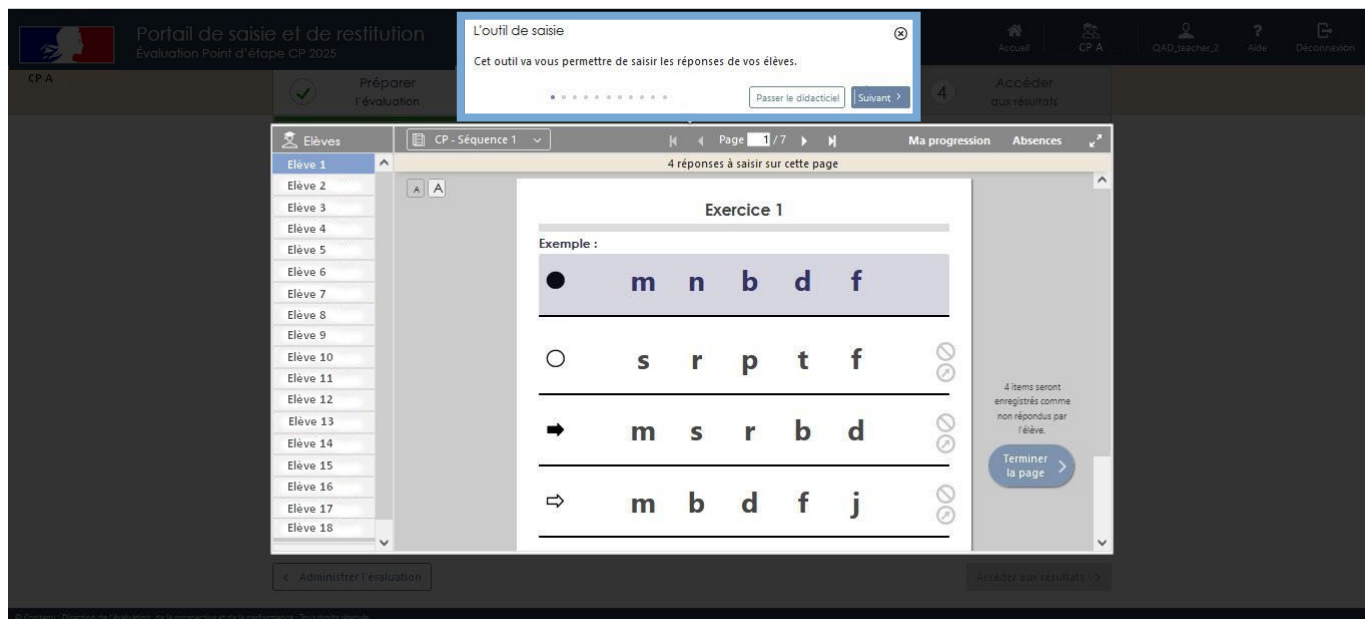 Portail de saisie et de restitution
Évaluation Point d'étape CP 2025
L'outil de saisie
Cet outil va vous permettre de saisir les réponses de vos élèves.
Passer le didacticiel
Suivant >
Accueil
CP A
QAD_teacher_2
?
Aide
Déconnexion
CP A
Préparer
l'évaluation
4
Accéder
aux résultats
Elèves
CP - Séquence 1
Page 1 / 7
Ma progression
Absences
4 réponses à saisir sur cette page
Elève 1
Elève 2
Elève 3
Elève 4
Elève 5
Elève 6
Elève 7
Elève 8
Elève 9
Elève 10
Elève 11
Elève 12
Elève 13
Elève 14
Elève 15
Elève 16
Elève 17
Elève 18
A A
Exercice 1
Exemple :
m n b d f
s r p t f
m s r b d
m b d f j
4 items seront
enregistrés comme
non répondus par
l'élève.
Terminer
la page >
< Administrer l'évaluation
Accéder aux résultats >